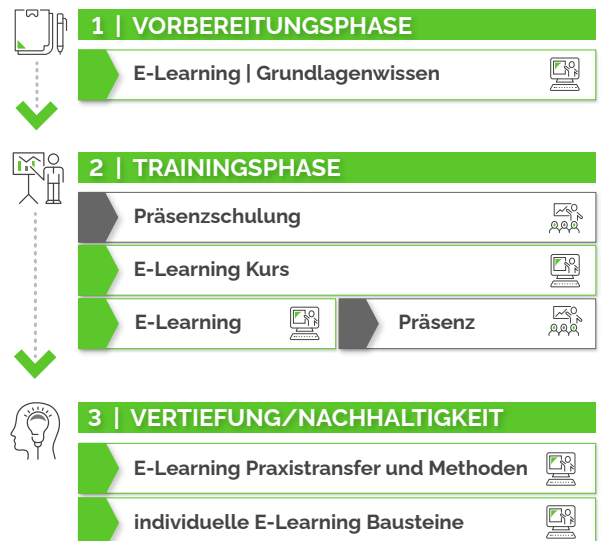 1 | VORBEREITUNGSPHASE
E-Learning | Grundlagenwissen
2 | TRAININGSPHASE
Präsenzschulung
E-Learning Kurs
E-Learning
Präsenz
3 | VERTIEFUNG/NACHHALTIGKEIT
E-Learning Praxistransfer und Methoden
individuelle E-Learning Bausteine